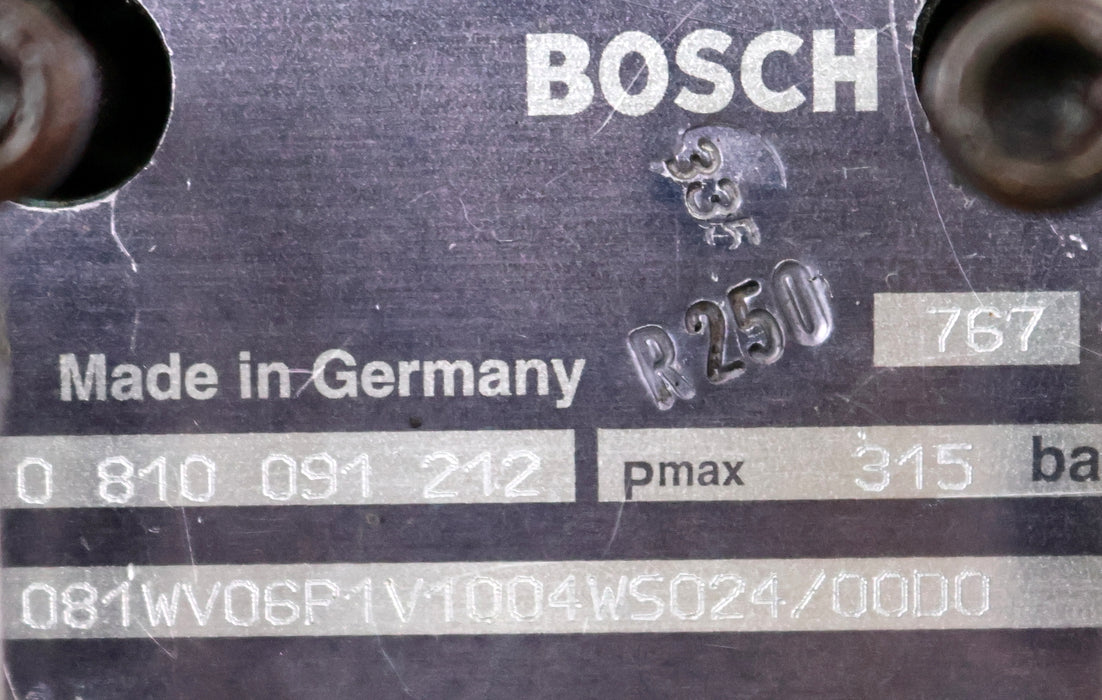 BOSCH
335
R 250
767
Made in Germany
0 810 091 212 pmax 315 ba
081WV06P1V1004WS024/00D0